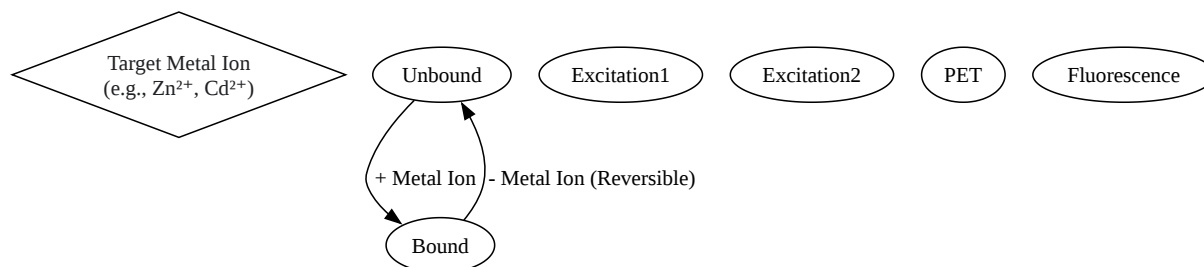 Target Metal Ion
(e.g., Zn²⁺, Cd²⁺)
Unbound
Excitation1
Excitation2
PET
Fluorescence
+ Metal Ion
- Metal Ion (Reversible)
Bound